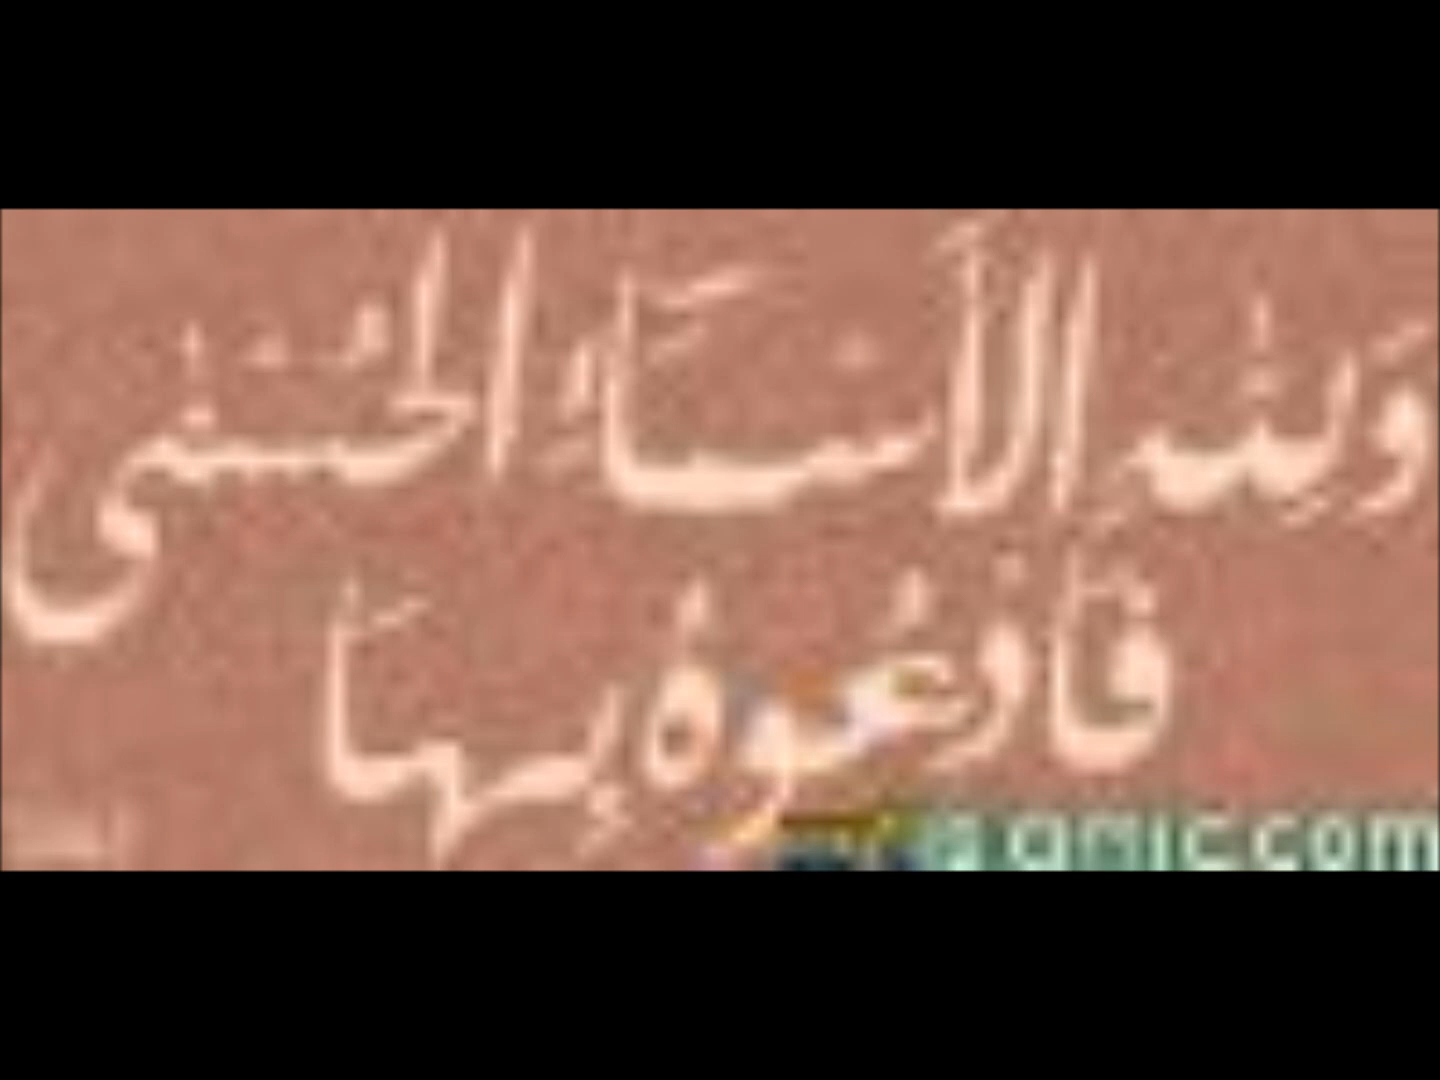 وَلِلَّهِ الْأَسْمَاءُ الْحُسْنَى
فَادْعُوهُ بِهَا